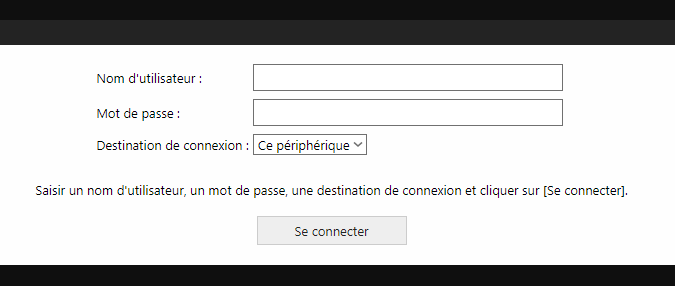 Nom d'utilisateur :
Mot de passe :
Destination de connexion : Ce périphérique
Saisir un nom d'utilisateur, un mot de passe, une destination de connexion et cliquer sur [Se connecter].
Se connecter